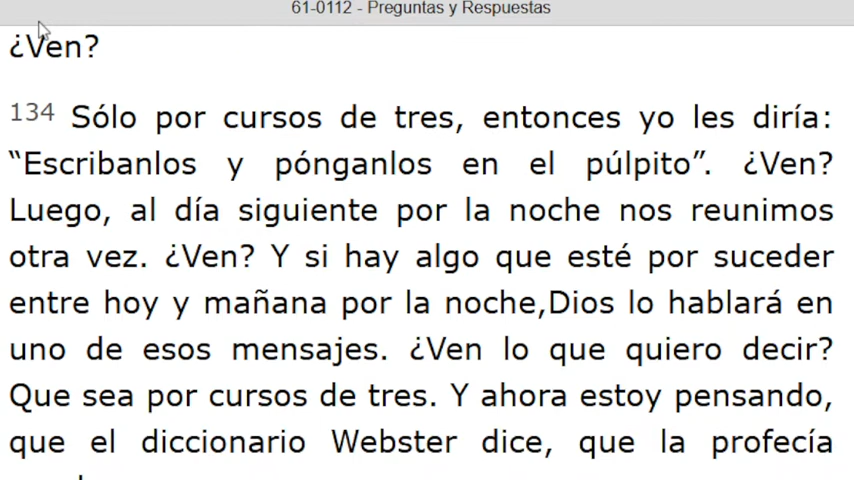 61-0112 - Preguntas y Respuestas
¿Ven?
134 Sólo por cursos de tres, entonces yo les diría:
“Escribanlos y pónganlos en el púlpito”. ¿Ven?
Luego, al día siguiente por la noche nos reunimos
otra vez. ¿Ven? Y si hay algo que esté por suceder
entre hoy y mañana por la noche,Dios lo hablará en
uno de esos mensajes. ¿Ven lo que quiero decir?
Que sea por cursos de tres. Y ahora estoy pensando,
que el diccionario Webster dice, que la profecía